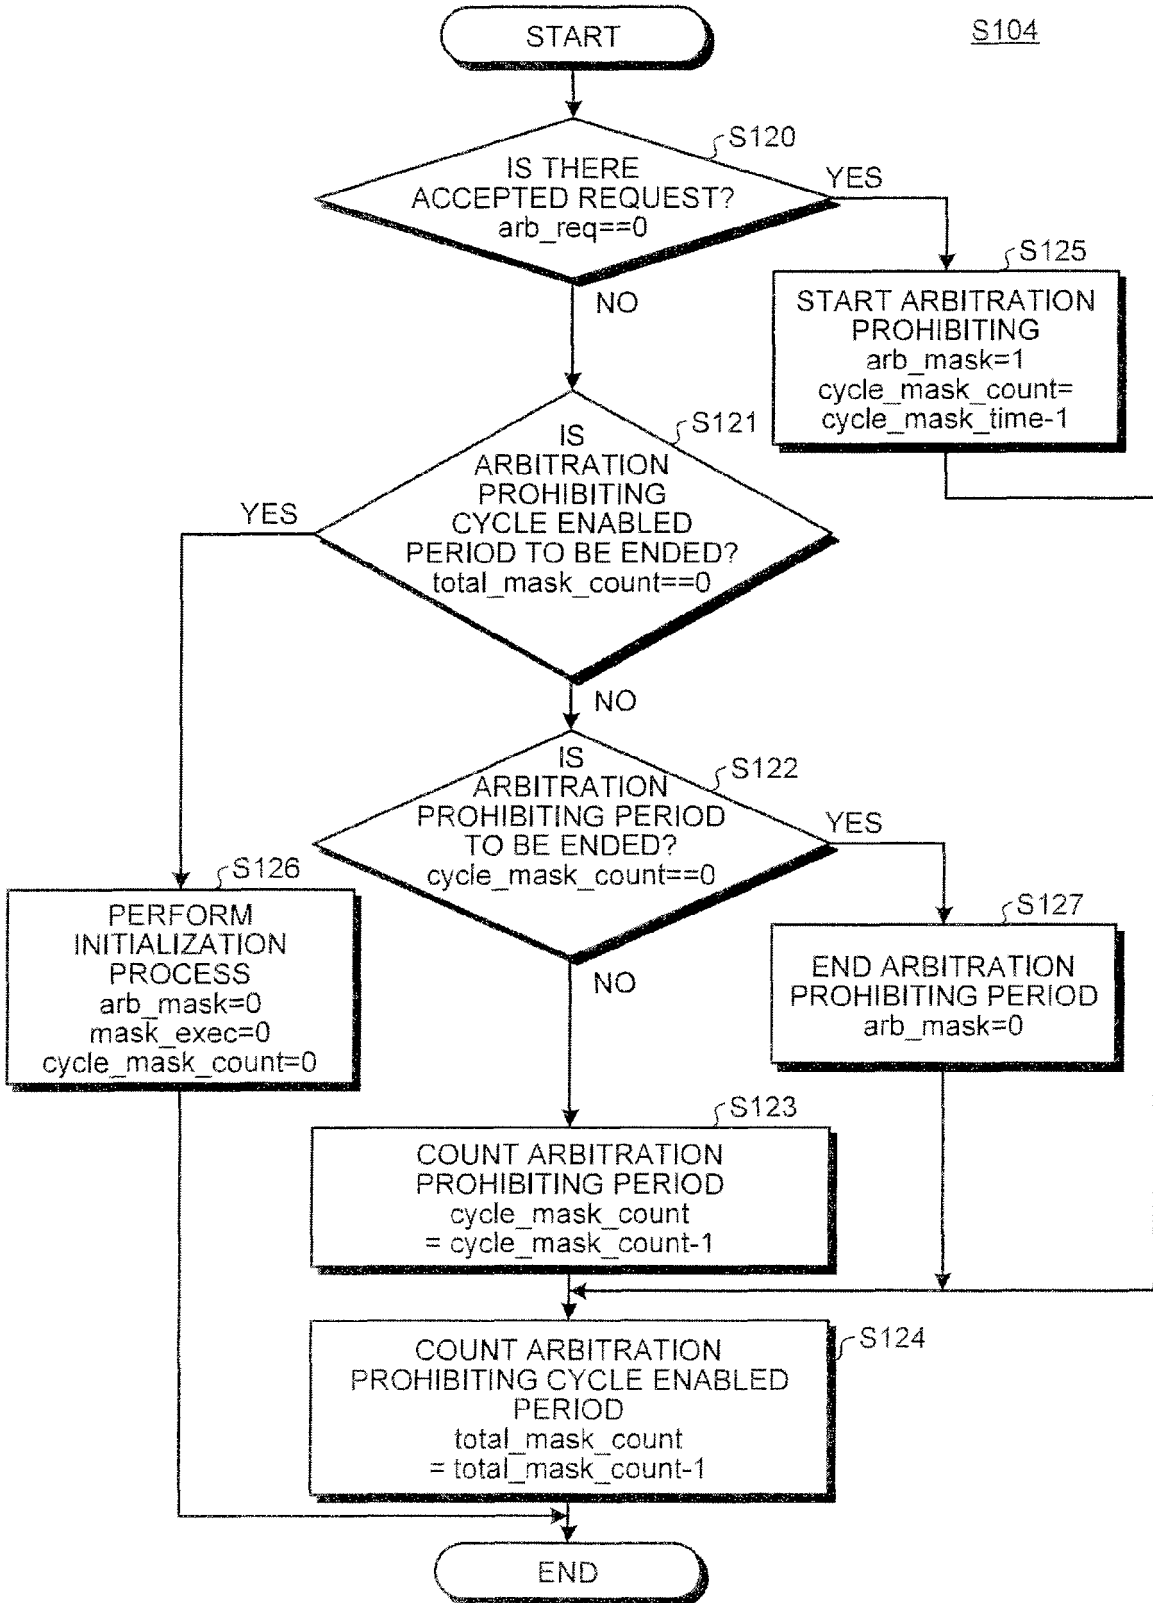 START
S104
S120
IS THERE
ACCEPTED REQUEST?
arb_req==0
YES
NO
S125
START ARBITRATION
PROHIBITING
arb_mask=1
cycle_mask_count=
cycle_mask_time-1
S121
IS
ARBITRATION
PROHIBITING
CYCLE ENABLED
PERIOD TO BE ENDED?
total_mask_count==0
YES
NO
S122
IS
ARBITRATION
PROHIBITING PERIOD
TO BE ENDED?
cycle_mask_count==0
YES
NO
S126
PERFORM
INITIALIZATION
PROCESS
arb_mask=0
mask_exec=0
cycle_mask_count=0
S127
END ARBITRATION
PROHIBITING PERIOD
arb_mask=0
S123
COUNT ARBITRATION
PROHIBITING PERIOD
cycle_mask_count
= cycle_mask_count-1
S124
COUNT ARBITRATION
PROHIBITING CYCLE ENABLED
PERIOD
total_mask_count
= total_mask_count-1
END